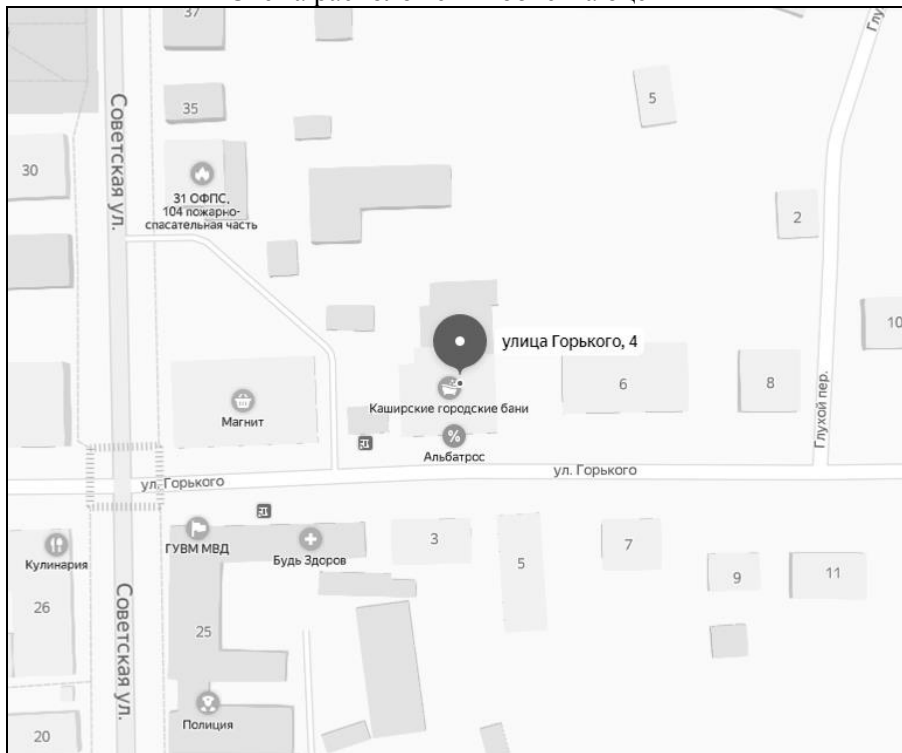 37
Советская ул.
35
30
31 ОФПС,
104 пожарно-
спасательная часть
5
2
10
улица Горького, 4
6
8
Глухой пер.
Магнит
Каширские городские бани
Альбатрос
ул. Горького
ул. Горького
ГУВМ МВД
Будь Здоров
3
5
7
9
11
Кулинария
26
Советская ул.
25
Полиция
20